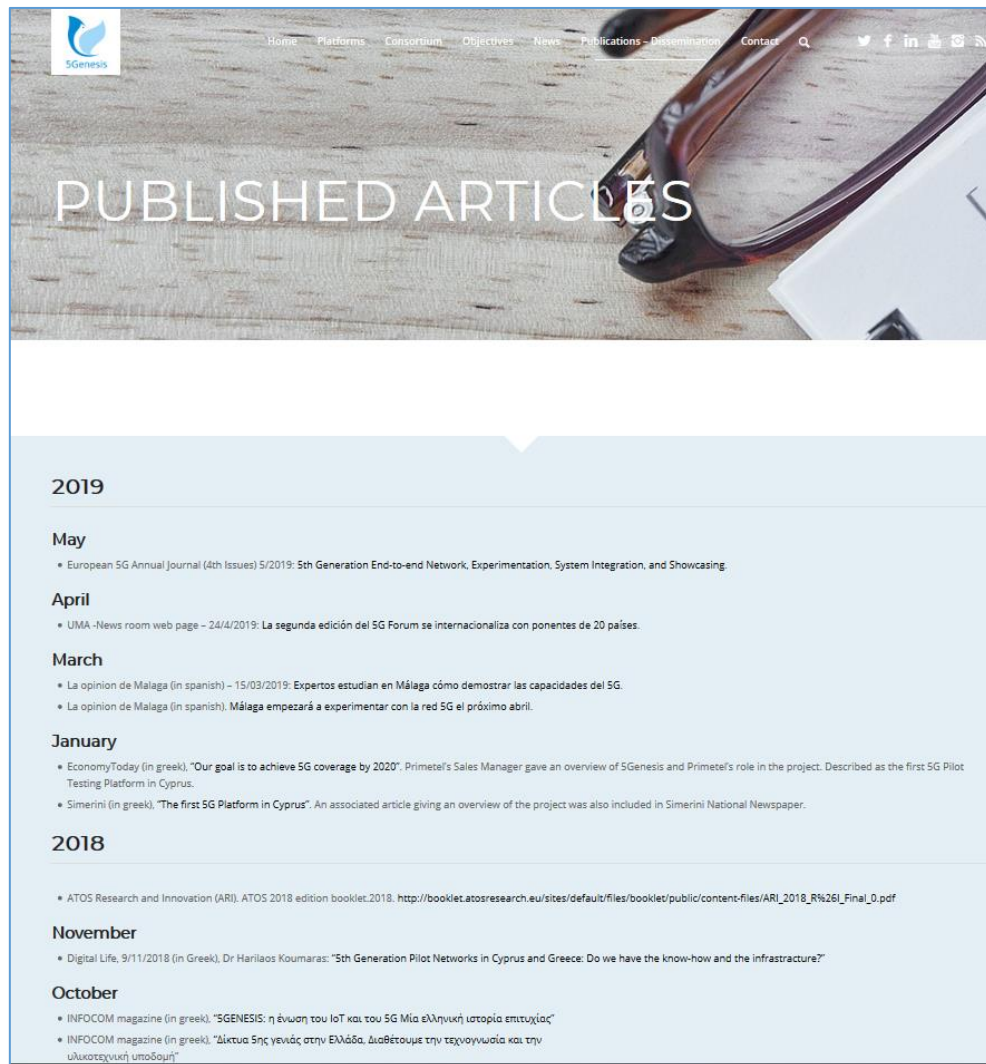 5Genesis
Home Platforms Consortium Objectives News Publications – Dissemination Contact
PUBLISHED ARTICLES
2019
May
• European 5G Annual Journal (4th Issues) 5/2019: 5th Generation End-to-end Network, Experimentation, System Integration, and Showcasing.
April
• UMA -News room web page – 24/4/2019: La segunda edición del 5G Forum se internacionaliza con ponentes de 20 países.
March
• La opinion de Malaga (in spanish) – 15/03/2019: Expertos estudian en Málaga cómo demostrar las capacidades del 5G.
• La opinion de Malaga (in spanish). Málaga empezará a experimentar con la red 5G el próximo abril.
January
• EconomyToday (in greek), “Our goal is to achieve 5G coverage by 2020”. Primetel’s Sales Manager gave an overview of 5Genesis and Primetel’s role in the project. Described as the first 5G Pilot
Testing Platform in Cyprus.
• Simerini (in greek), “The first 5G Platform in Cyprus”. An associated article giving an overview of the project was also included in Simerini National Newspaper.
2018
• ATOS Research and Innovation (ARI). ATOS 2018 edition booklet.2018. http://booklet.atosresearch.eu/sites/default/files/booklet/public/content-files/ARI_2018_R%26I_Final_0.pdf
November
• Digital Life, 9/11/2018 (in Greek), Dr Harilaos Koumaras: “5th Generation Pilot Networks in Cyprus and Greece: Do we have the know-how and the infrastracture?”
October
• INFOCOM magazine (in greek), “5GENESIS: η ένωση του IoT και του 5G Μία ελληνική ιστορία επιτυχίας”
• INFOCOM magazine (in greek), “Δίκτυα 5ης γενιάς στην Ελλάδα, Διαθέτουμε την τεχνογνωσία και την
υλικοτεχνική υποδομή”